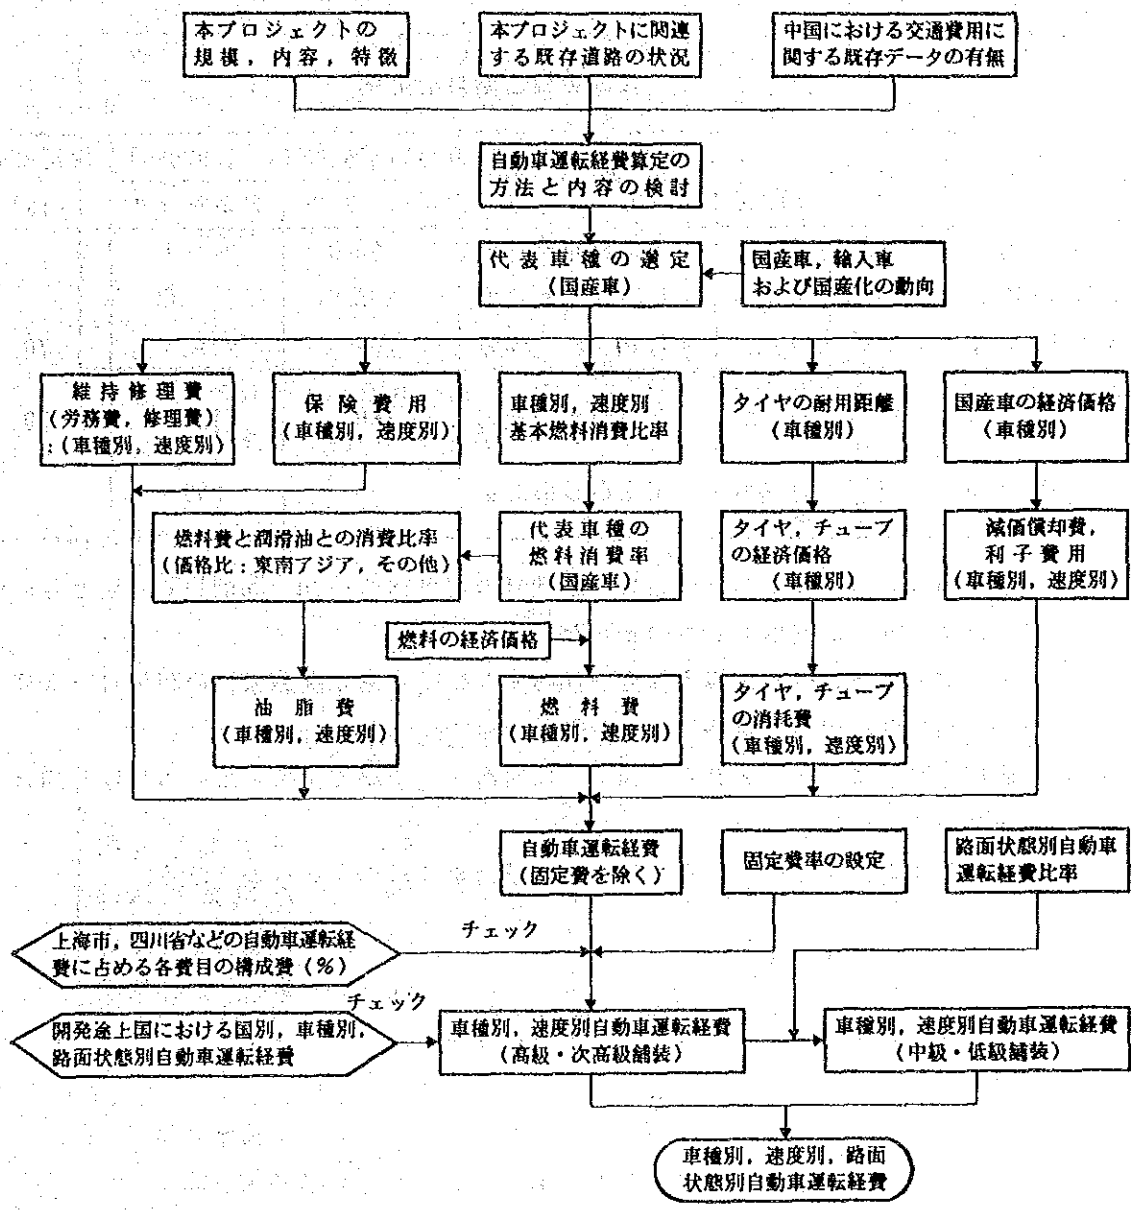 本プロジェクトの
規模，内容，特徴
本プロジェクトに関連
する既存道路の状況
中国における交通費用に
関する既存データの有無
自動車運転経費算定の
方法と内容の検討
代表車種の選定
(国産車)
国産車，輸入車
および国産化の動向
維持修理費
(労務費，修理費)
:(車種別，速度別)
保険費用
(車種別，速度別)
車種別，速度別
基本燃料消費比率
タイヤの耐用距離
(車種別)
国産車の経済価格
(車種別)
燃料費と潤滑油との消費比率
(価格比：東南アジア，その他)
代表車種の
燃料消費率
(国産車)
タイヤ，チューブ
の経済価格
(車種別)
減価償却費，
利子費用
(車種別，速度別)
燃料の経済価格
油脂費
(車種別，速度別)
燃料費
(車種別，速度別)
タイヤ，チューブ
の消耗費
(車種別，速度別)
自動車運転経費
(固定費を除く)
固定費率の設定
路面状態別自動車
運転経費比率
チェック
上海市，四川省などの自動車運転経
費に占める各費目の構成費(％)
チェック
開発途上国における国別，車種別，
路面状態別自動車運転経費
車種別，速度別自動車運転経費
(高級・次高級舗装)
車種別，速度別自動車運転経費
(中級・低級舗装)
車種別，速度別，路面
状態別自動車運転経費